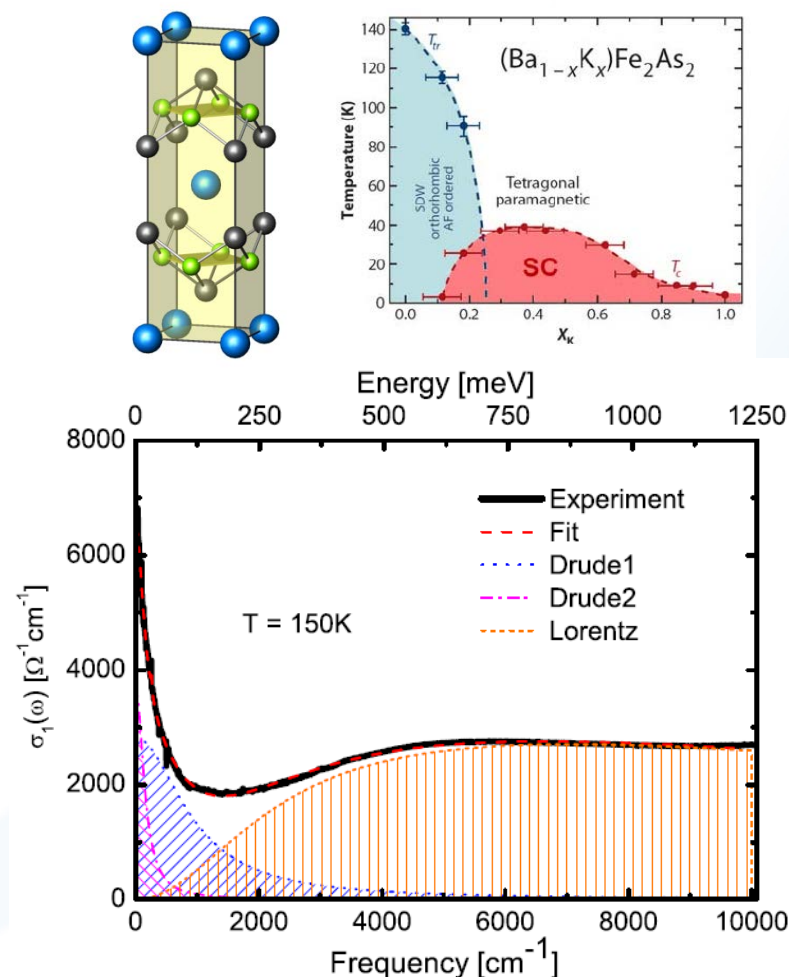 (Ba₁₋ₓKₓ)Fe₂As₂
Temperature (K)
140
120
100
80
60
40
20
0
Tₜᵣ
SDW
orthorhombic
AF ordered
Tetragonal
paramagnetic
SC
T꜀
0.0 0.2 0.4 0.6 0.8 1.0
Xₖ
Energy [meV]
0 250 500 750 1000 1250
σ₁(ω) [Ω⁻¹cm⁻¹]
8000
6000
4000
2000
0
Experiment
Fit
Drude1
Drude2
Lorentz
T = 150K
0 2000 4000 6000 8000 10000
Frequency [cm⁻¹]